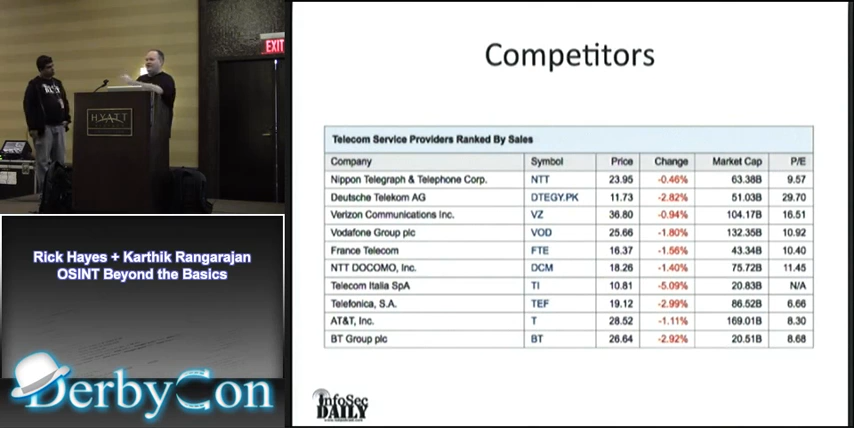 EXIT
HYATT
Rick Hayes + Karthik Rangarajan
OSINT Beyond the Basics
DerbyCon
Competitors
Telecom Service Providers Ranked By Sales
Company Symbol Price Change Market Cap P/E
Nippon Telegraph & Telephone Corp. NTT 23.95 -0.46% 63.38B 9.57
Deutsche Telekom AG DTEGY.PK 11.73 -2.82% 51.03B 29.70
Verizon Communications Inc. VZ 36.80 -0.94% 104.17B 16.51
Vodafone Group plc VOD 25.66 -1.80% 132.35B 10.92
France Telecom FTE 16.37 -1.56% 43.34B 10.40
NTT DOCOMO, Inc. DCM 18.26 -1.40% 75.72B 11.45
Telecom Italia SpA TI 10.81 -5.09% 20.83B N/A
Telefonica, S.A. TEF 19.12 -2.99% 86.52B 6.66
AT&T, Inc. T 28.52 -1.11% 169.01B 8.30
BT Group plc BT 26.64 -2.92% 20.51B 8.68
InfoSec
DAILY